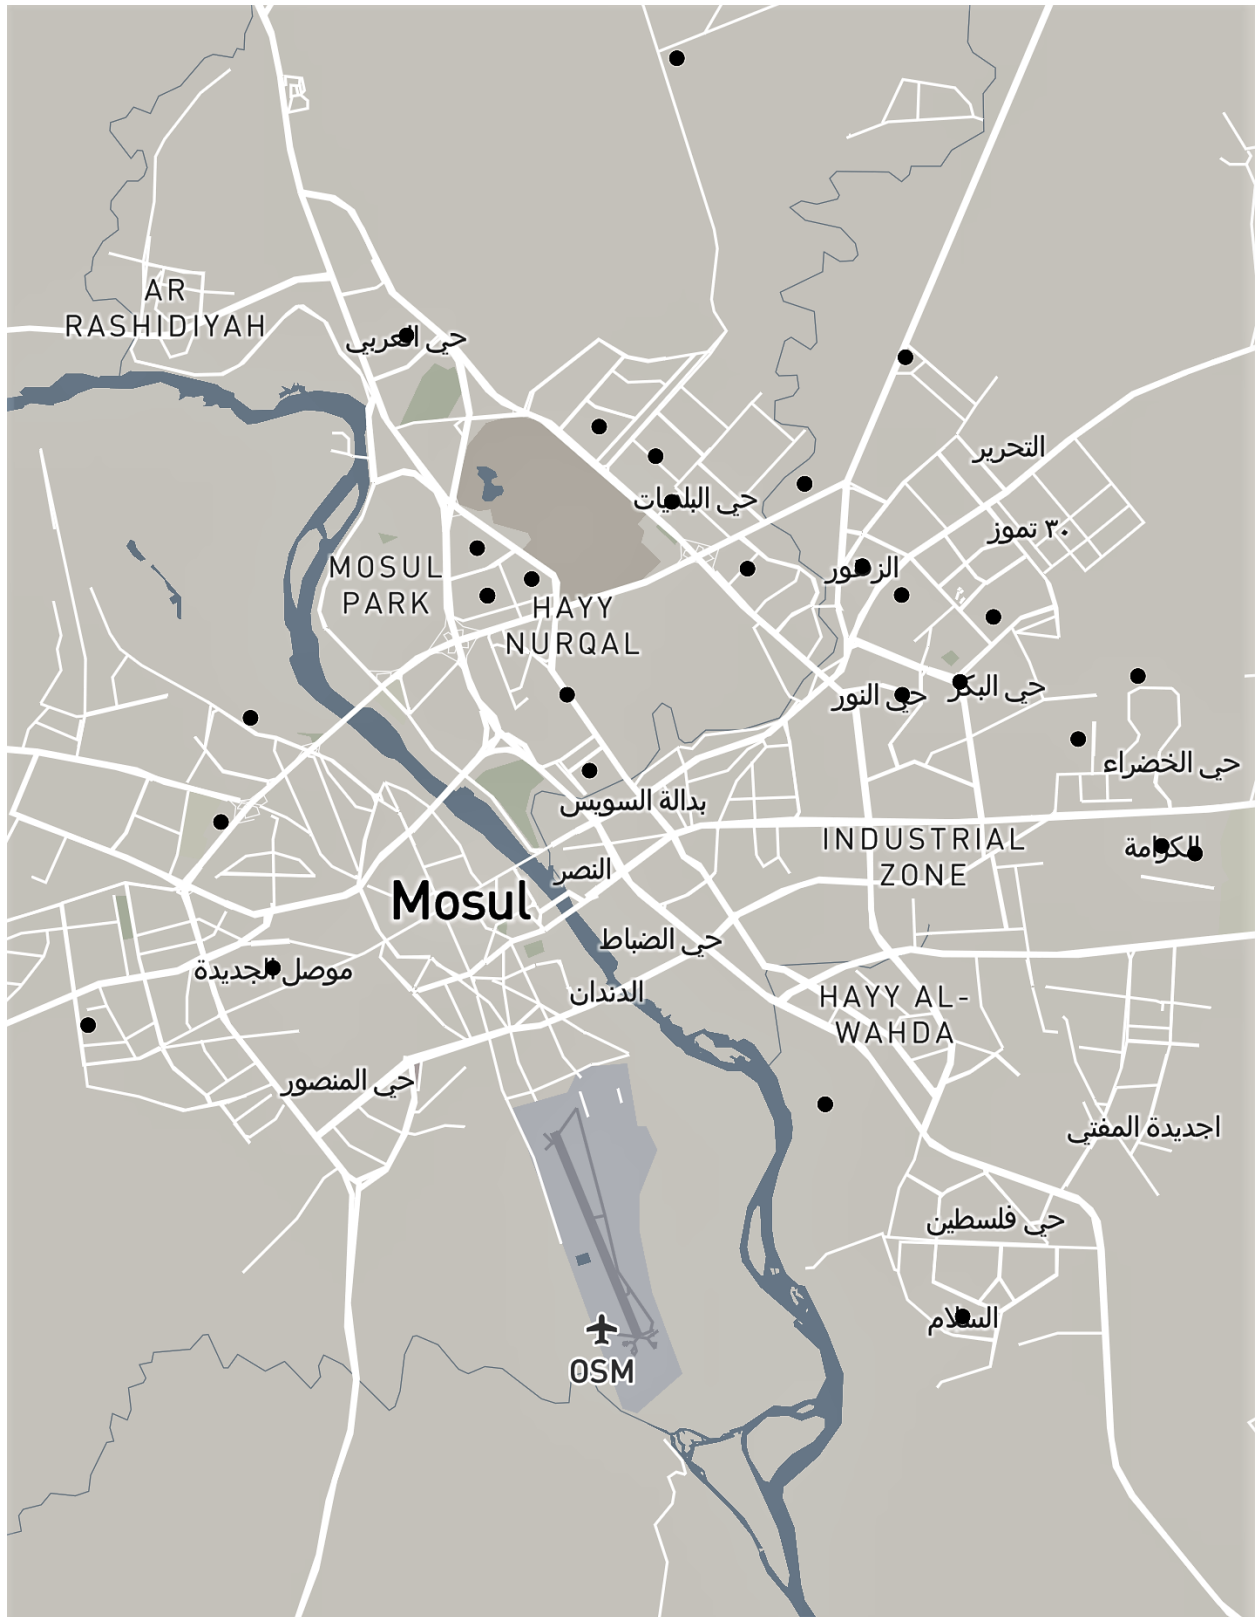 AR
RASHIDIYAH
حي العربي
التحرير
حي البلديات
٣٠ تموز
MOSUL
PARK
الزهور
HAYY
NURQAL
حي النور
حي البكر
حي الخضراء
بدالة السويس
INDUSTRIAL
ZONE
الكرامة
النصر
Mosul
حي الضباط
موصل الجديدة
الدندان
HAYY AL-
WAHDA
حي المنصور
اجديدة المفتي
حي فلسطين
السلام
OSM